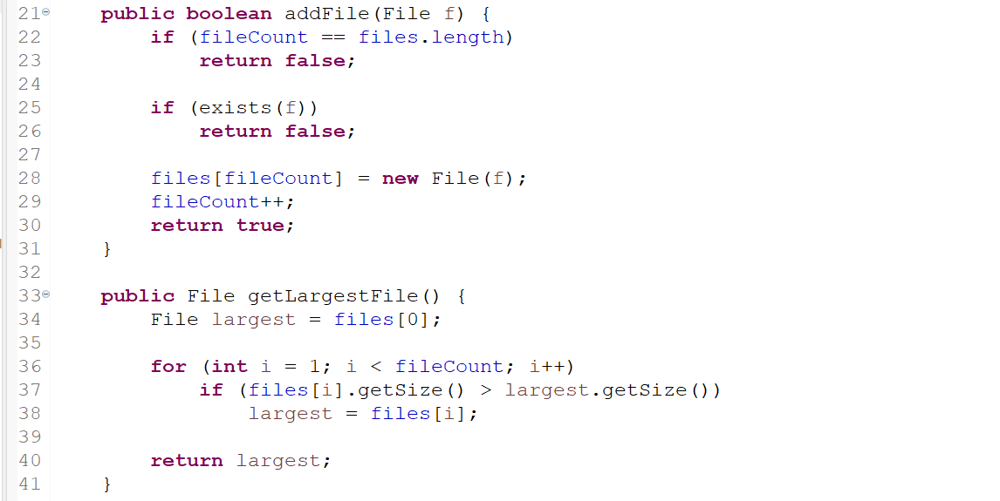 21 public boolean addFile(File f) {
22 if (fileCount == files.length)
23 return false;
24
25 if (exists(f))
26 return false;
27
28 files[fileCount] = new File(f);
29 fileCount++;
30 return true;
31 }
32
33 public File getLargestFile() {
34 File largest = files[0];
35
36 for (int i = 1; i < fileCount; i++)
37 if (files[i].getSize() > largest.getSize())
38 largest = files[i];
39
40 return largest;
41 }